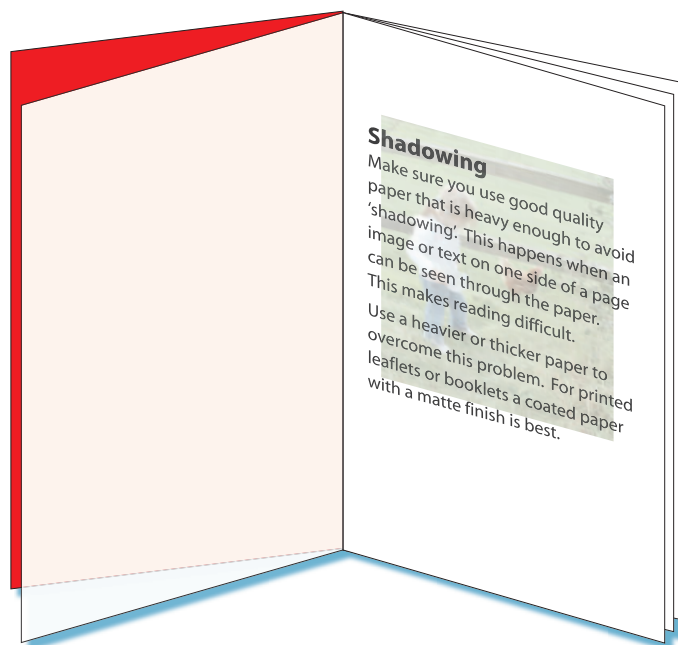 Shadowing
Make sure you use good quality
paper that is heavy enough to avoid
‘shadowing’. This happens when an
image or text on one side of a page
can be seen through the paper.
This makes reading difficult.
Use a heavier or thicker paper to
overcome this problem. For printed
leaflets or booklets a coated paper
with a matte finish is best.